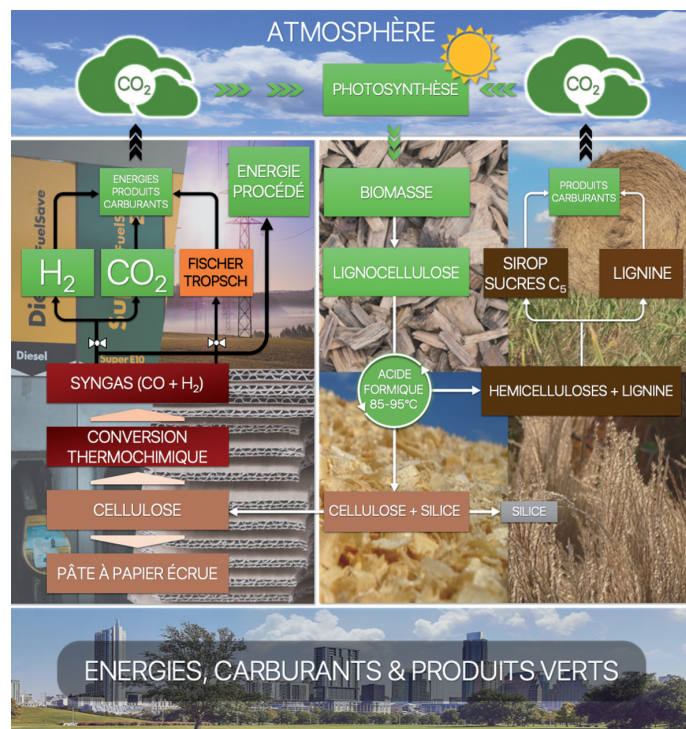 ATMOSPHÈRE
CO2
PHOTOSYNTHÈSE
CO2
ENERGIES
PRODUITS
CARBURANTS
ENERGIE
PROCÉDÉ
BIOMASSE
PRODUITS
CARBURANTS
H2
CO2
FISCHER
TROPSCH
LIGNOCELLULOSE
SIROP
SUCRES C5
LIGNINE
FuelSave
Diesel
Super E10
SYNGAS (CO + H2)
ACIDE
FORMIQUE
85-95°C
HEMICELLULOSES + LIGNINE
CONVERSION
THERMOCHIMIQUE
CELLULOSE
CELLULOSE + SILICE
SILICE
PÂTE À PAPIER ÉCRUE
ENERGIES, CARBURANTS & PRODUITS VERTS